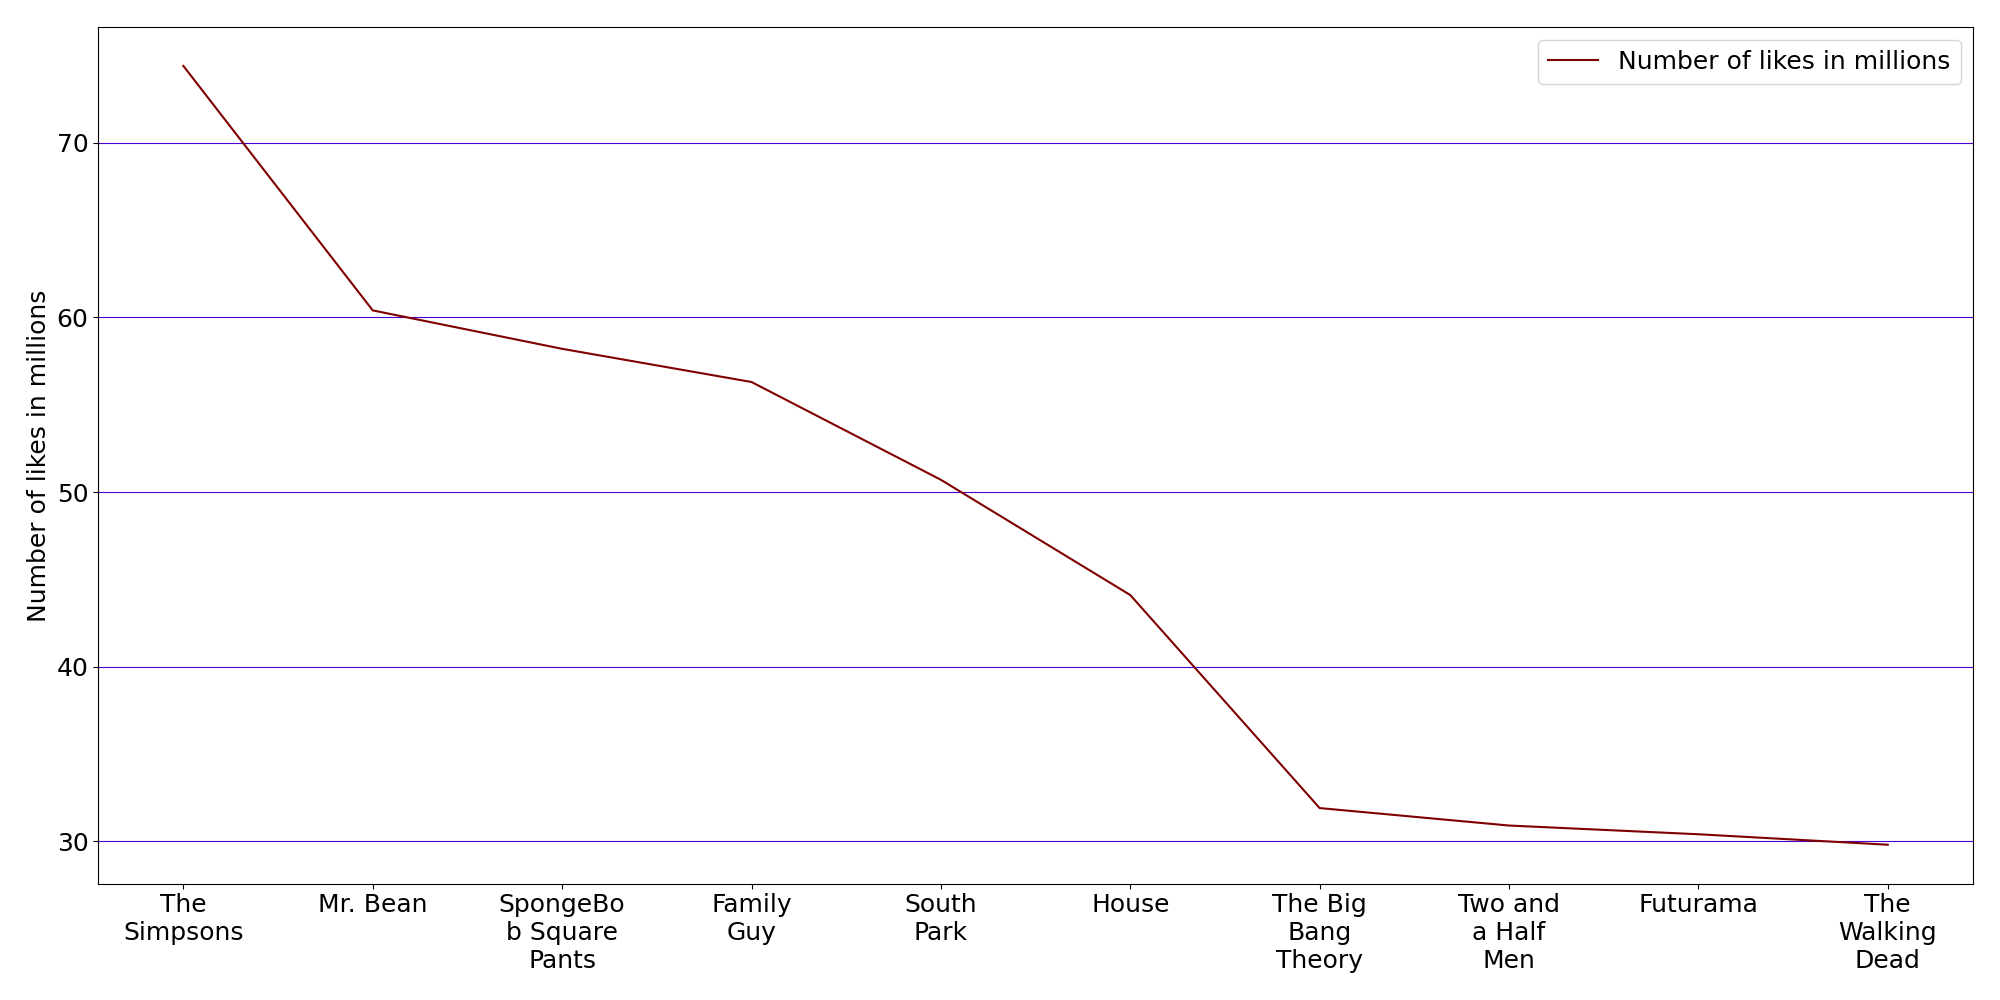 Number of likes in millions
Number of likes in millions
70
60
50
40
30
The
Simpsons
Mr. Bean
SpongeBo
b Square
Pants
Family
Guy
South
Park
House
The Big
Bang
Theory
Two and
a Half
Men
Futurama
The
Walking
Dead